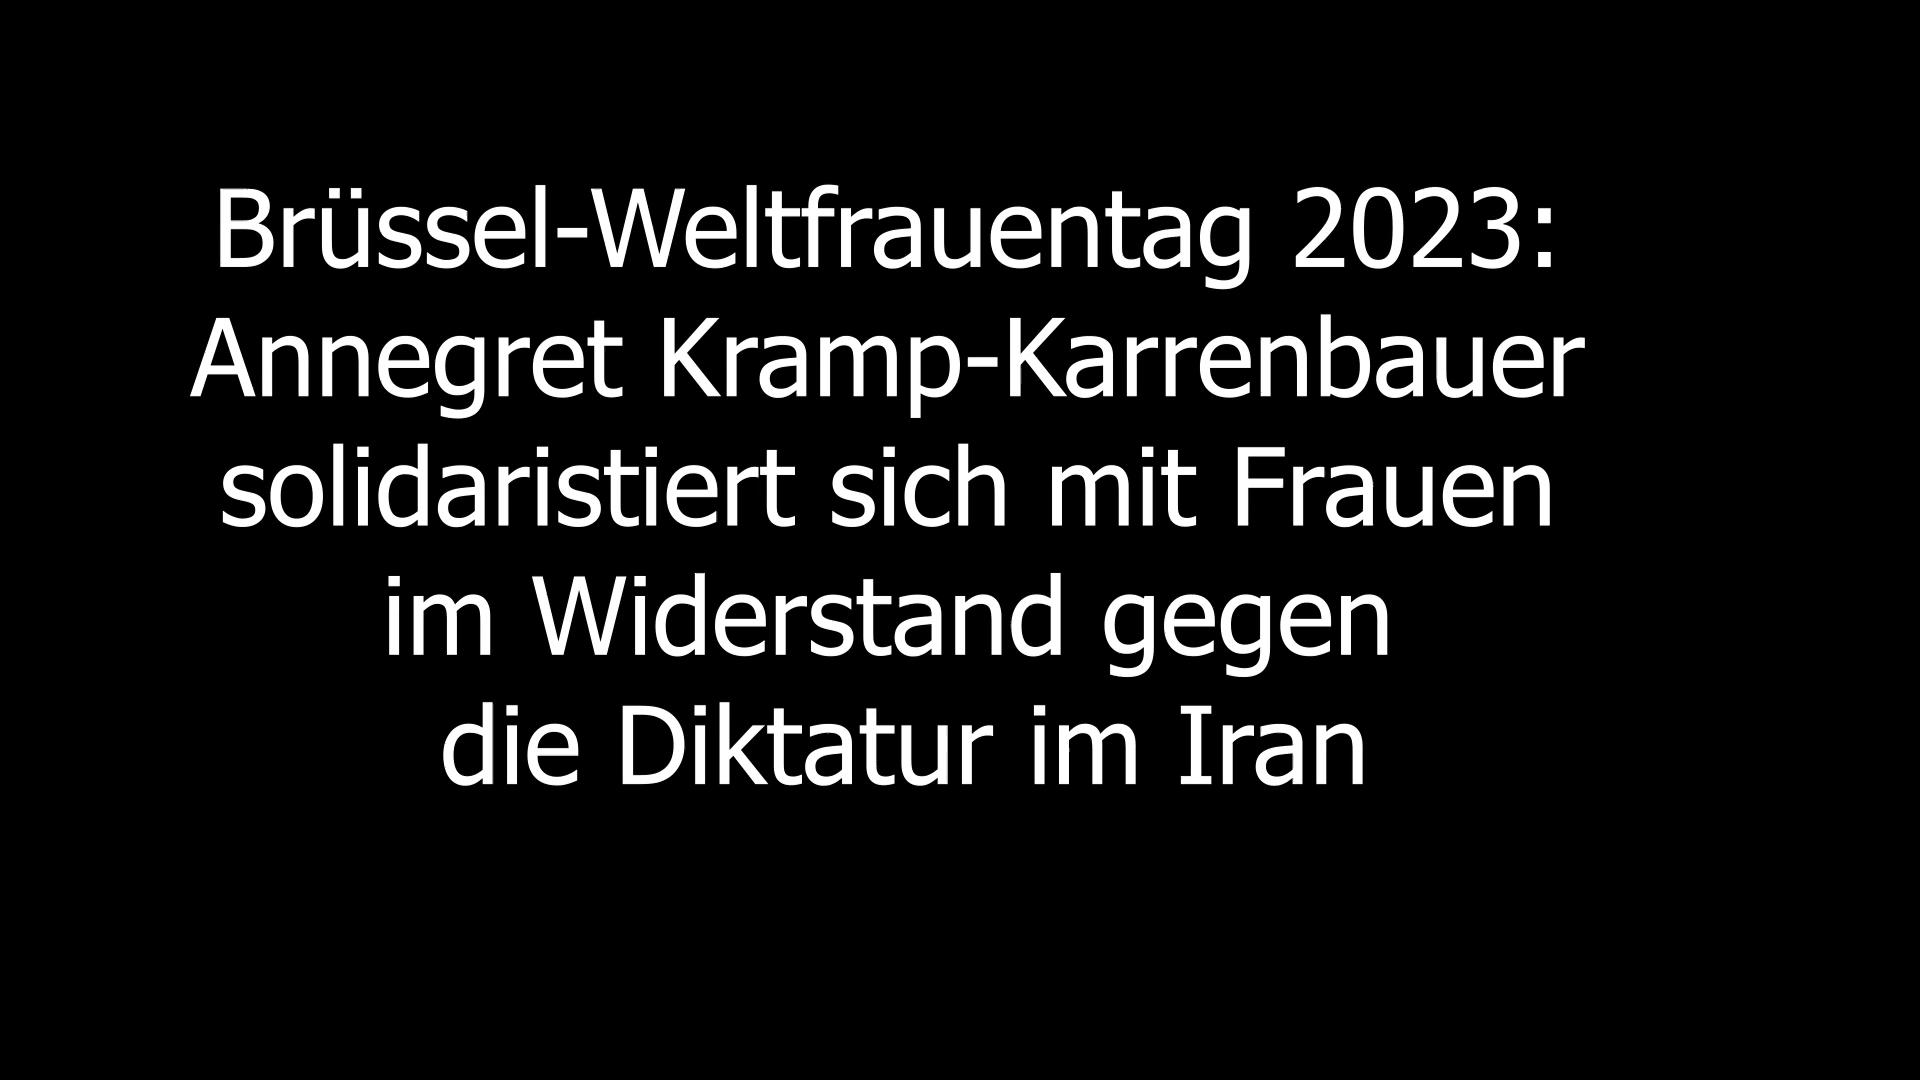 Brüssel-Weltfrauentag 2023:
Annegret Kramp-Karrenbauer
solidaristiert sich mit Frauen
im Widerstand gegen
die Diktatur im Iran